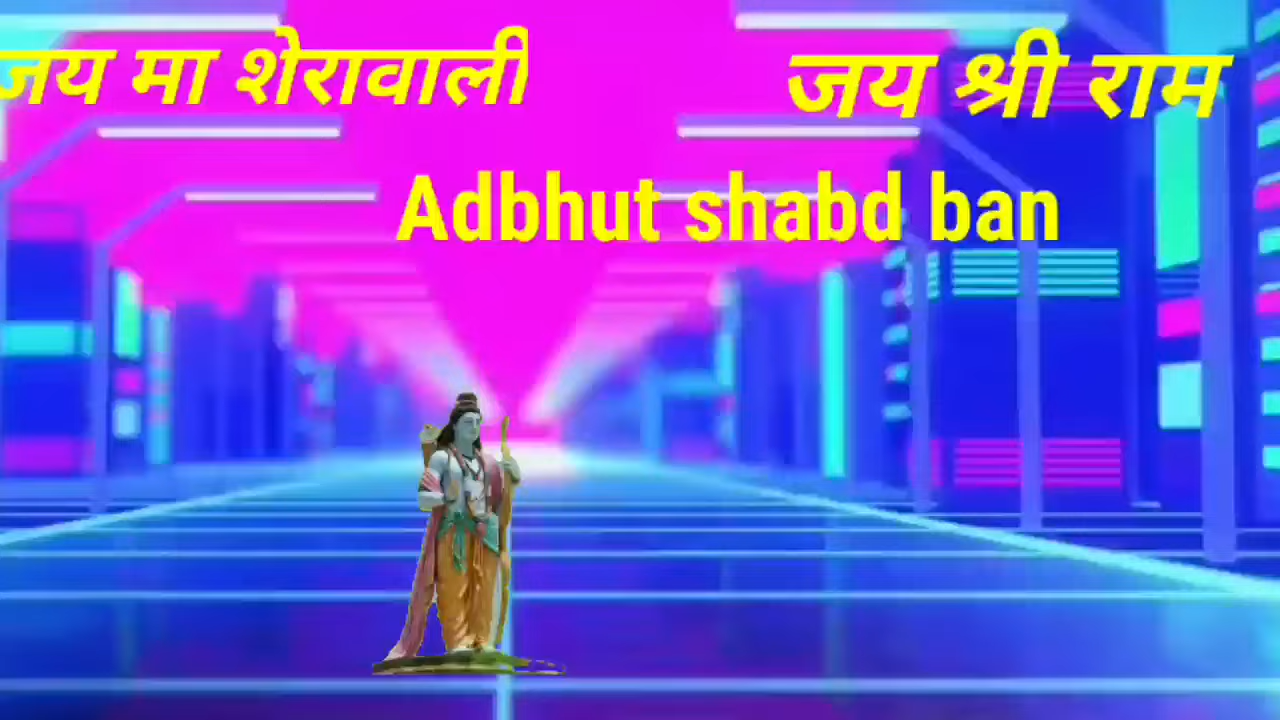 जय मा शेरावाली
जय श्री राम
Adbhut shabd ban